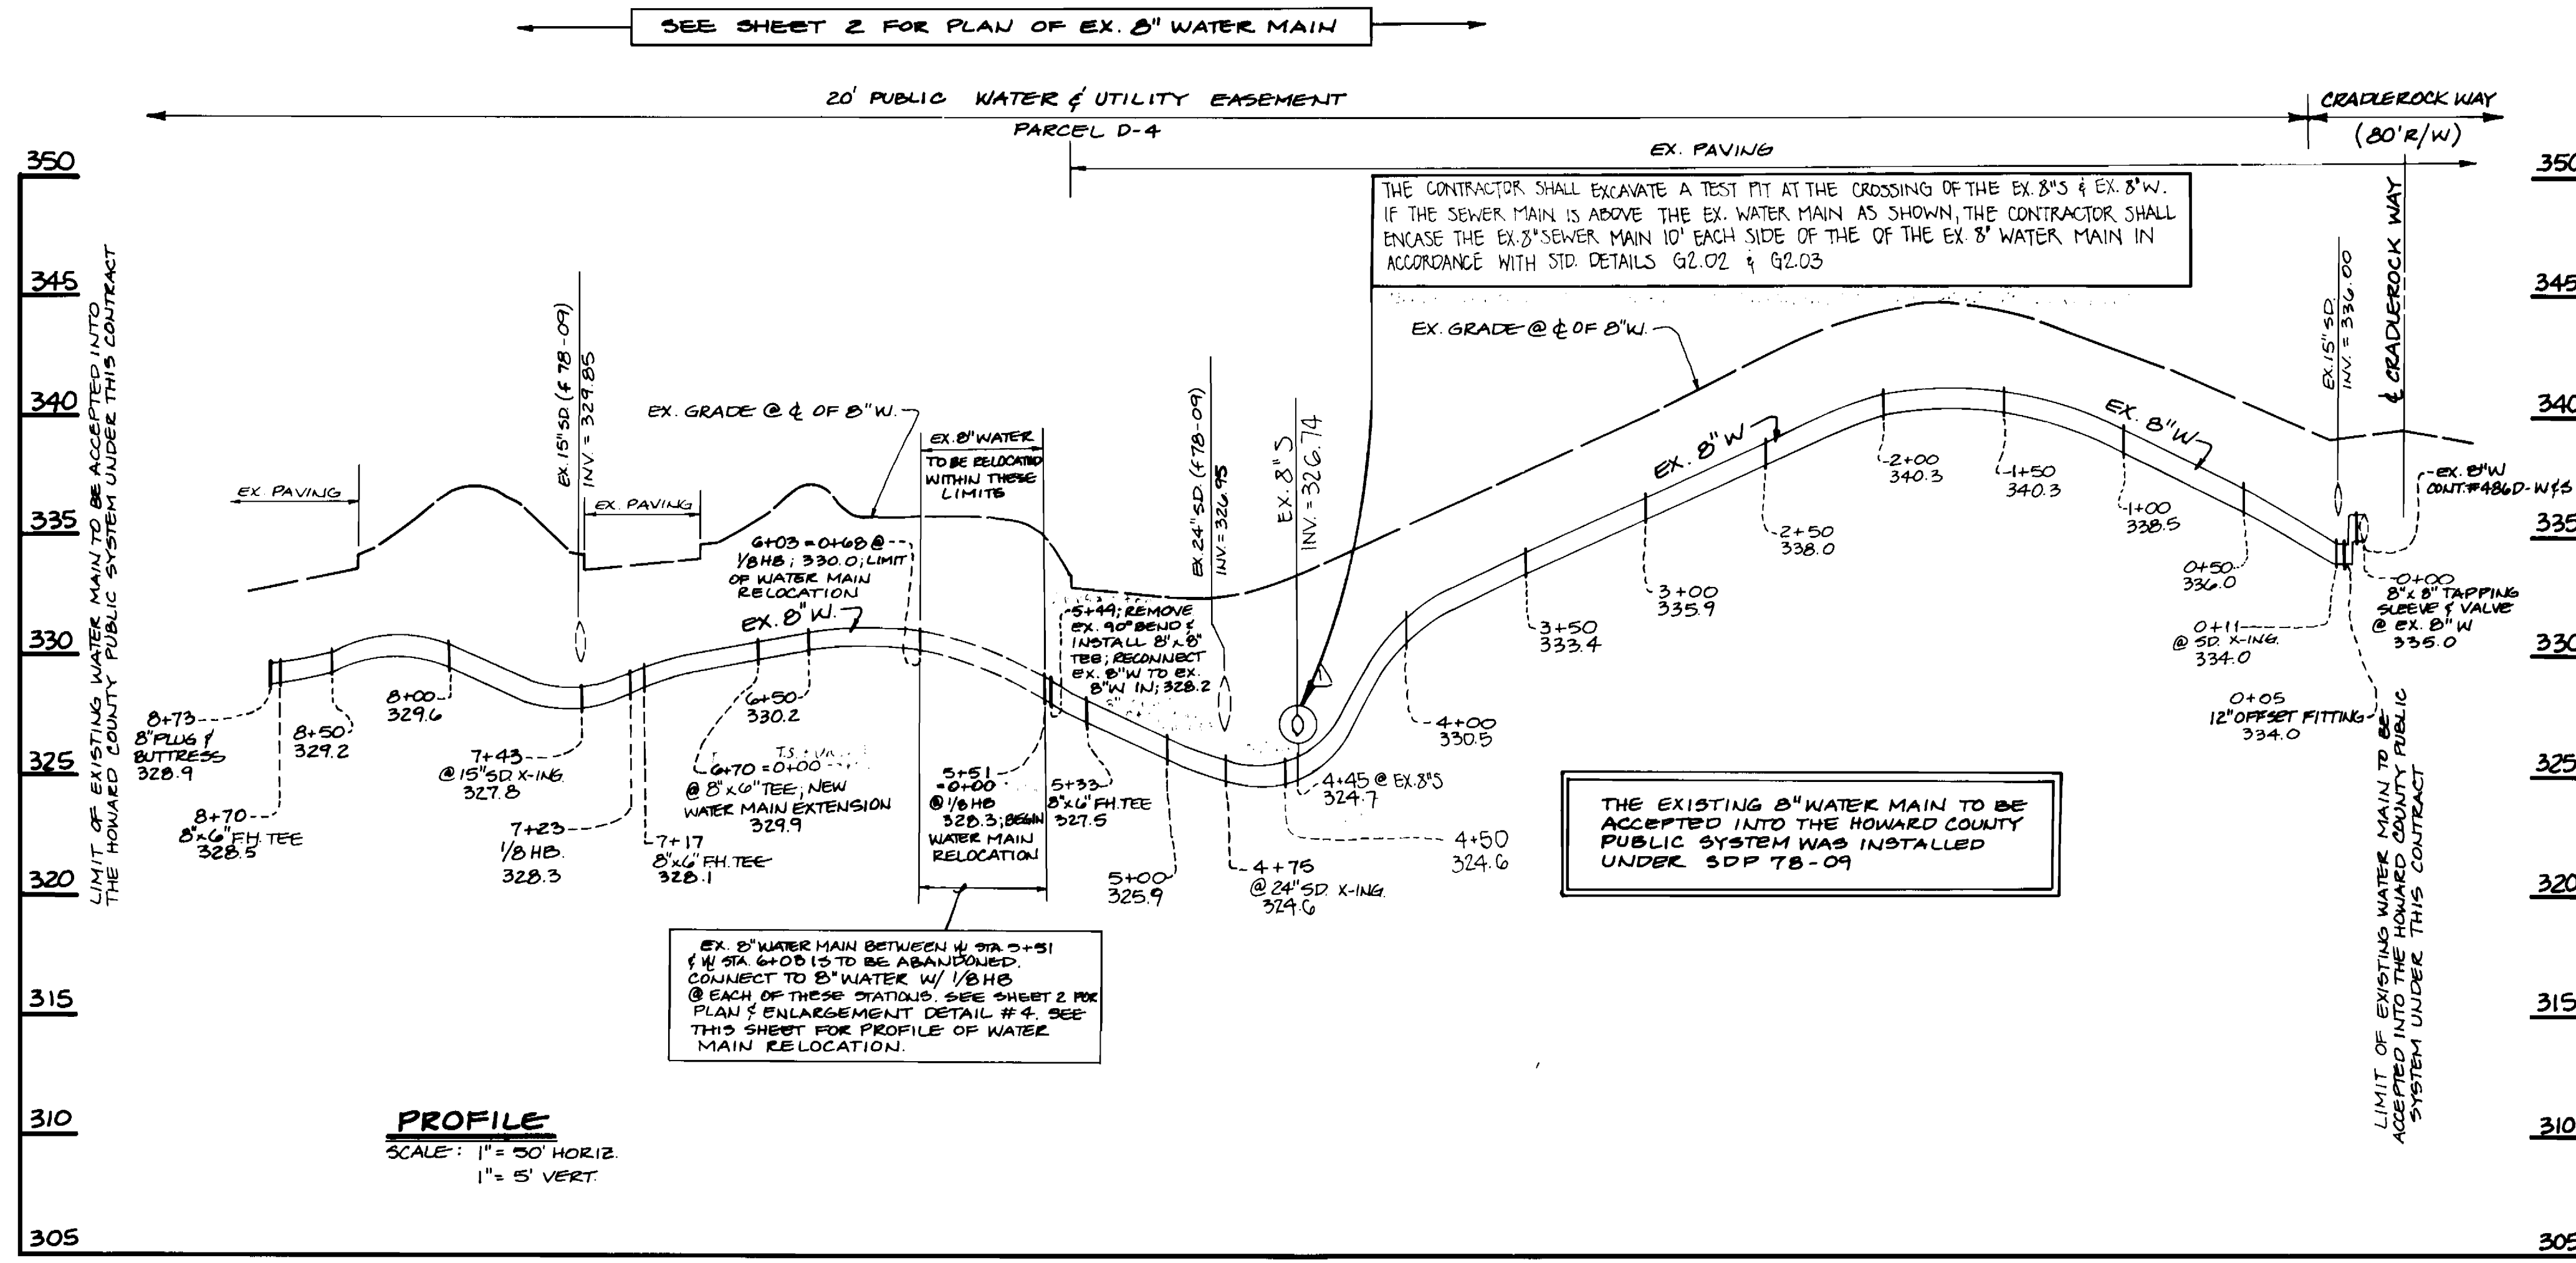 SEE SHEET 2 FOR PLAN OF EX. 8" WATER MAIN
20' PUBLIC WATER & UTILITY EASEMENT
PARCEL D-4
CRADLEROCK WAY
(80' R/W)
EX. PAVING
350
345
340
335
330
325
320
315
310
305
350
345
340
335
330
325
320
315
310
305
LIMIT OF EXISTING WATER MAIN TO BE ACCEPTED INTO
THE HOWARD COUNTY PUBLIC SYSTEM UNDER THIS CONTRACT
THE CONTRACTOR SHALL EXCAVATE A TEST PIT AT THE CROSSING OF THE EX. 8"S & EX. 8"W.
IF THE SEWER MAIN IS ABOVE THE EX. WATER MAIN AS SHOWN, THE CONTRACTOR SHALL
ENCASE THE EX. 8" SEWER MAIN 10' EACH SIDE OF THE OF THE EX. 8" WATER MAIN IN
ACCORDANCE WITH STD. DETAILS G2.02 & G2.03
EX. PAVING
EX. 15" SD. (f 78-09)
INV. = 329.85
EX. PAVING
EX. GRADE @ ℄ OF 8"W.
EX. 8" WATER
TO BE RELOCATED
WITHIN THESE
LIMITS
6+03 = 0+68 @
1/8 HB; 330.0; LIMIT
OF WATER MAIN
RELOCATION
EX. 8"W.
5+49; REMOVE
EX. 90° BEND &
INSTALL 8"x8"
TEE; RECONNECT
EX. 8"W TO EX.
8"W IN; 328.2
EX. 24" SD. (f 78-09)
INV. = 326.95
EX. 8" S
INV. = 326.74
EX. GRADE @ ℄ OF 8"W.
EX. 8" W
EX. 8" W
EX. 15" SD.
INV. = 336.00
℄ CRADLEROCK WAY
EX. 8"W
CONT. #486D-W&S
8+73
8" PLUG &
BUTTRESS
328.9
8+70
8"x6" F.H. TEE
328.5
8+50
329.2
8+00
329.6
7+43
@ 15" SD. X-ING.
327.8
7+23
1/8 HB.
328.3
7+17
8"x6" F.H. TEE
328.1
6+70 = 0+00
@ 8"x6" TEE; NEW
WATER MAIN EXTENSION
329.9
6+50
330.2
5+51
= 0+00
@ 1/8 HB
328.3; BEGIN
WATER MAIN
RELOCATION
5+33
8"x6" F.H. TEE
327.5
5+00
325.9
4+75
@ 24" SD. X-ING.
324.6
4+50
324.6
4+45 @ EX. 8"S
324.7
4+00
330.5
3+50
333.4
3+00
335.9
2+50
338.0
2+00
340.3
1+50
340.3
1+00
338.5
0+50
336.0
0+11
@ SD. X-ING.
334.0
0+05
12" OFFSET FITTING
334.0
0+00
8"x 8" TAPPING
SLEEVE & VALVE
@ EX. 8" W
335.0
THE EXISTING 8" WATER MAIN TO BE
ACCEPTED INTO THE HOWARD COUNTY
PUBLIC SYSTEM WAS INSTALLED
UNDER SDP 78-09
LIMIT OF EXISTING WATER MAIN TO BE
ACCEPTED INTO THE HOWARD COUNTY PUBLIC
SYSTEM UNDER THIS CONTRACT
EX. 8" WATER MAIN BETWEEN W STA. 5+51
& W STA. 6+03 IS TO BE ABANDONED.
CONNECT TO 8" WATER W/ 1/8 HB
@ EACH OF THESE STATIONS. SEE SHEET 2 FOR
PLAN & ENLARGEMENT DETAIL #4. SEE
THIS SHEET FOR PROFILE OF WATER
MAIN RELOCATION.
PROFILE
SCALE: 1" = 50' HORIZ.
1" = 5' VERT.